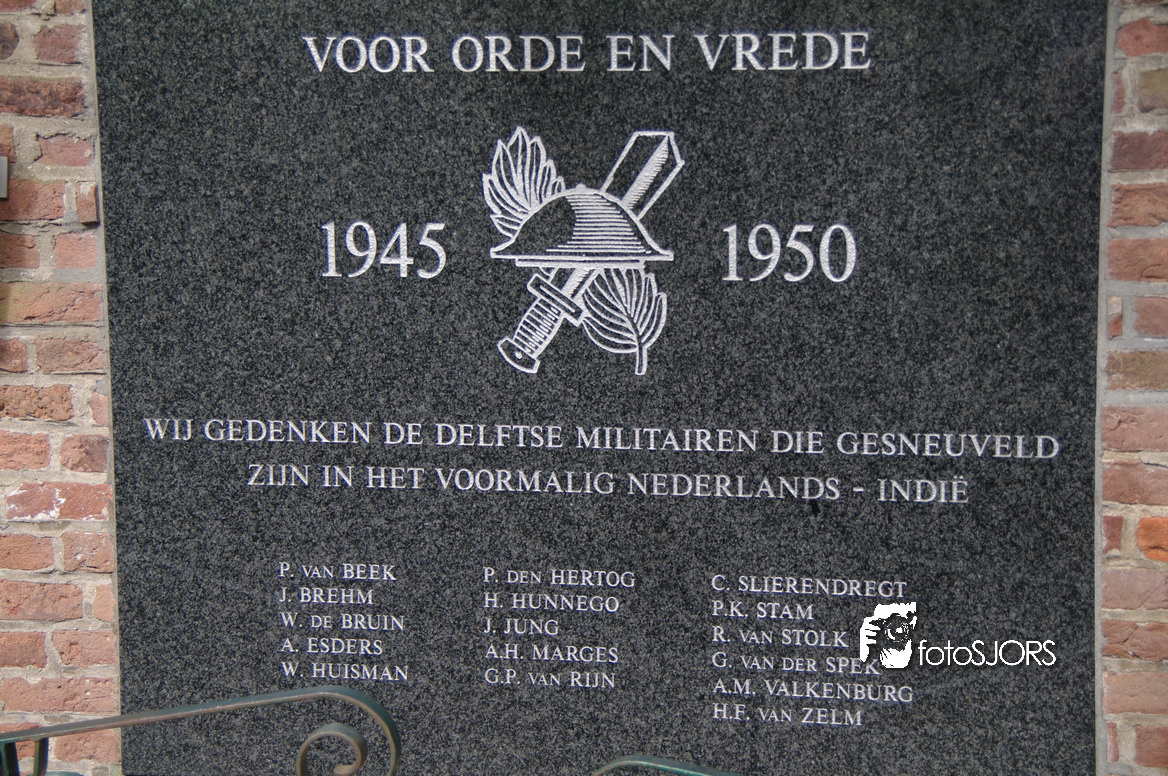 VOOR ORDE EN VREDE
1945 1950
WIJ GEDENKEN DE DELFTSE MILITAIREN DIE GESNEUVELD
ZIJN IN HET VOORMALIG NEDERLANDS - INDIË
P. VAN BEEK
J. BREHM
W. DE BRUIN
A. ESDERS
W. HUISMAN
P. DEN HERTOG
H. HUNNEGO
J. JUNG
A.H. MARGES
G.P. VAN RIJN
C. SLIERENDREGT
P.K. STAM
R. VAN STOLK
G. VAN DER SPEK
A.M. VALKENBURG
H.F. VAN ZELM
fotoSJORS